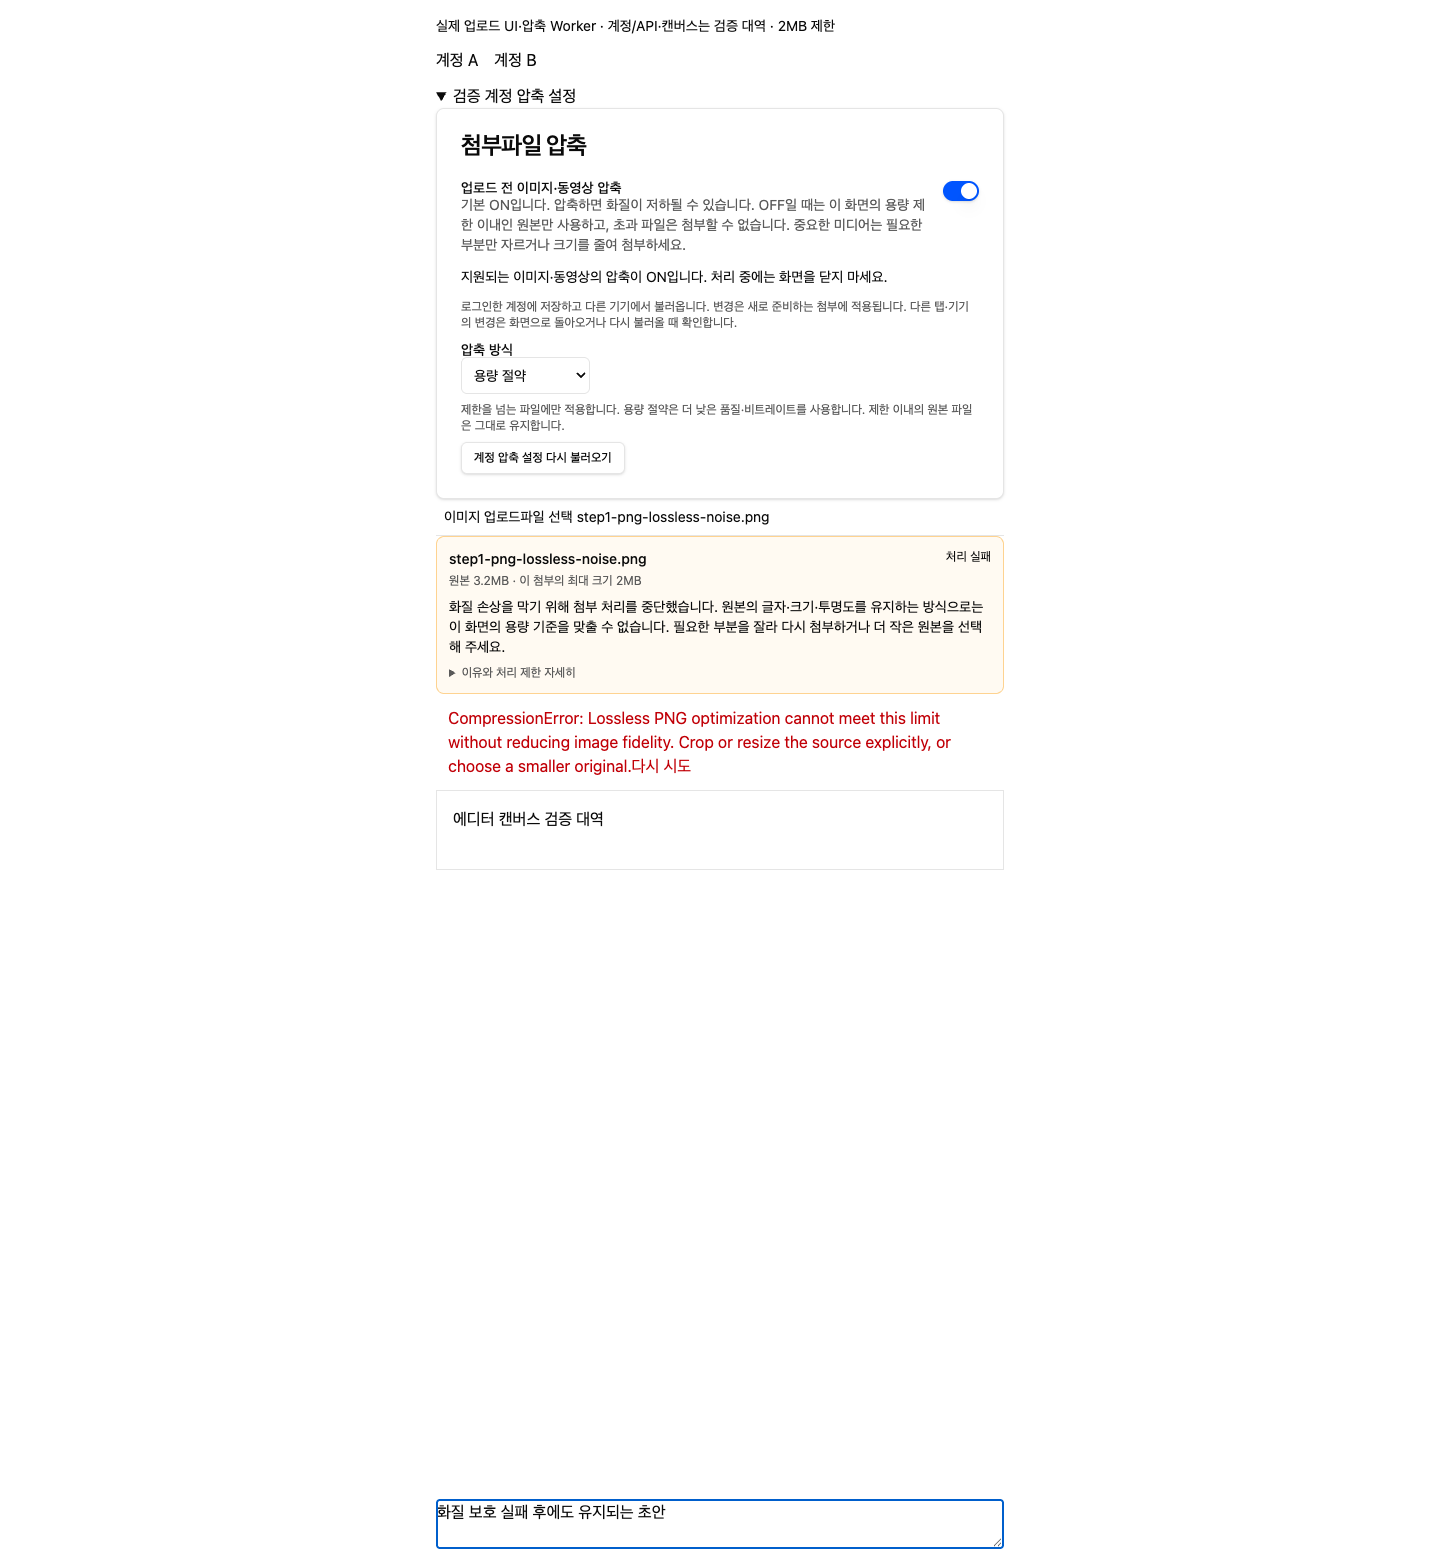 실제 업로드 UI·압축 Worker · 계정/API·캔버스는 검증 대역 · 2MB 제한
계정 A 계정 B
▼ 검증 계정 압축 설정
첨부파일 압축
업로드 전 이미지·동영상 압축
기본 ON입니다. 압축하면 화질이 저하될 수 있습니다. OFF일 때는 이 화면의 용량 제
한 이내인 원본만 사용하고, 초과 파일은 첨부할 수 없습니다. 중요한 미디어는 필요한
부분만 자르거나 크기를 줄여 첨부하세요.
지원되는 이미지·동영상의 압축이 ON입니다. 처리 중에는 화면을 닫지 마세요.
로그인한 계정에 저장하고 다른 기기에서 불러옵니다. 변경은 새로 준비하는 첨부에 적용됩니다. 다른 탭·기기
의 변경은 화면으로 돌아오거나 다시 불러올 때 확인합니다.
압축 방식
용량 절약
제한을 넘는 파일에만 적용합니다. 용량 절약은 더 낮은 품질·비트레이트를 사용합니다. 제한 이내의 원본 파일
은 그대로 유지합니다.
계정 압축 설정 다시 불러오기
이미지 업로드파일 선택 step1-png-lossless-noise.png
step1-png-lossless-noise.png 처리 실패
원본 3.2MB · 이 첨부의 최대 크기 2MB
화질 손상을 막기 위해 첨부 처리를 중단했습니다. 원본의 글자·크기·투명도를 유지하는 방식으로는
이 화면의 용량 기준을 맞출 수 없습니다. 필요한 부분을 잘라 다시 첨부하거나 더 작은 원본을 선택
해 주세요.
▶ 이유와 처리 제한 자세히
CompressionError: Lossless PNG optimization cannot meet this limit
without reducing image fidelity. Crop or resize the source explicitly, or
choose a smaller original.다시 시도
에디터 캔버스 검증 대역
화질 보호 실패 후에도 유지되는 초안